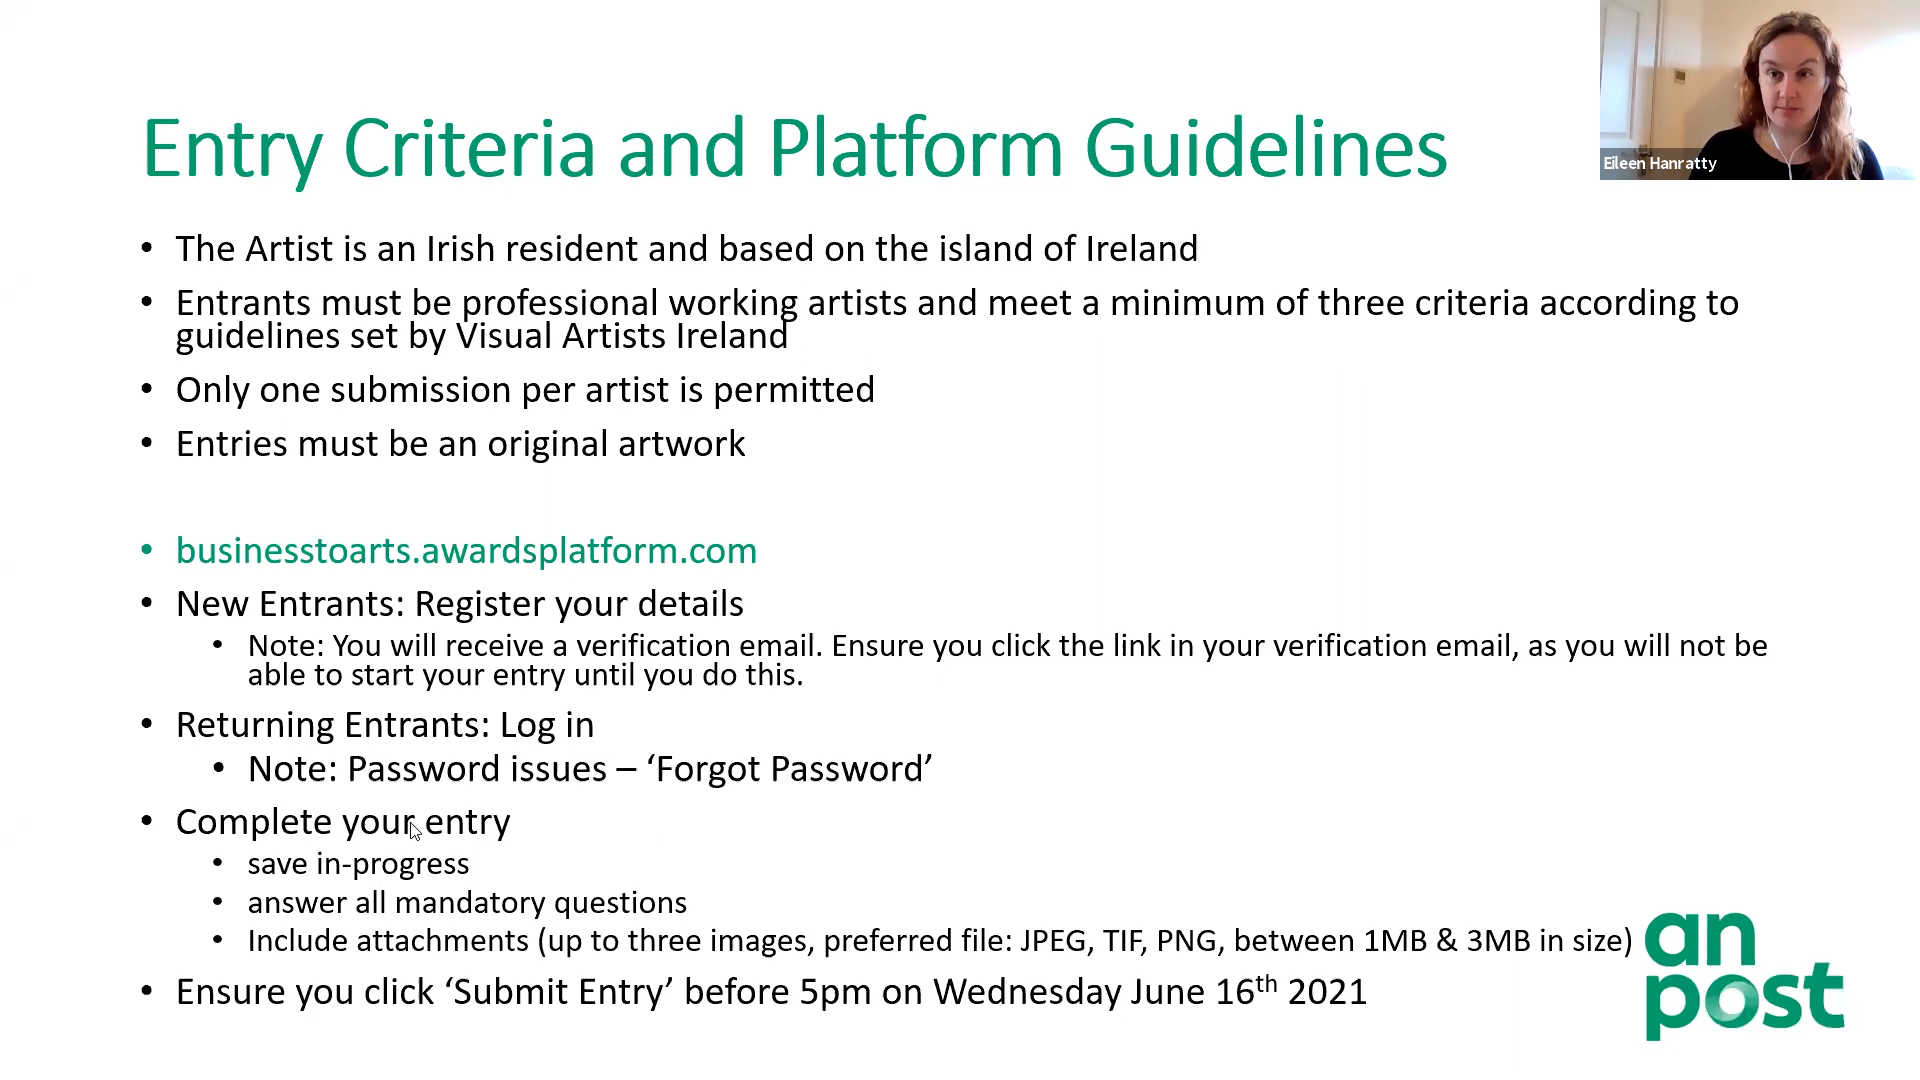 Entry Criteria and Platform Guidelines
Eileen Hanratty
• The Artist is an Irish resident and based on the island of Ireland
• Entrants must be professional working artists and meet a minimum of three criteria according to
guidelines set by Visual Artists Ireland
• Only one submission per artist is permitted
• Entries must be an original artwork
• businesstoarts.awardsplatform.com
• New Entrants: Register your details
• Note: You will receive a verification email. Ensure you click the link in your verification email, as you will not be
able to start your entry until you do this.
• Returning Entrants: Log in
• Note: Password issues – ‘Forgot Password’
• Complete your entry
• save in-progress
• answer all mandatory questions
• Include attachments (up to three images, preferred file: JPEG, TIF, PNG, between 1MB & 3MB in size)
• Ensure you click ‘Submit Entry’ before 5pm on Wednesday June 16th 2021
an
post